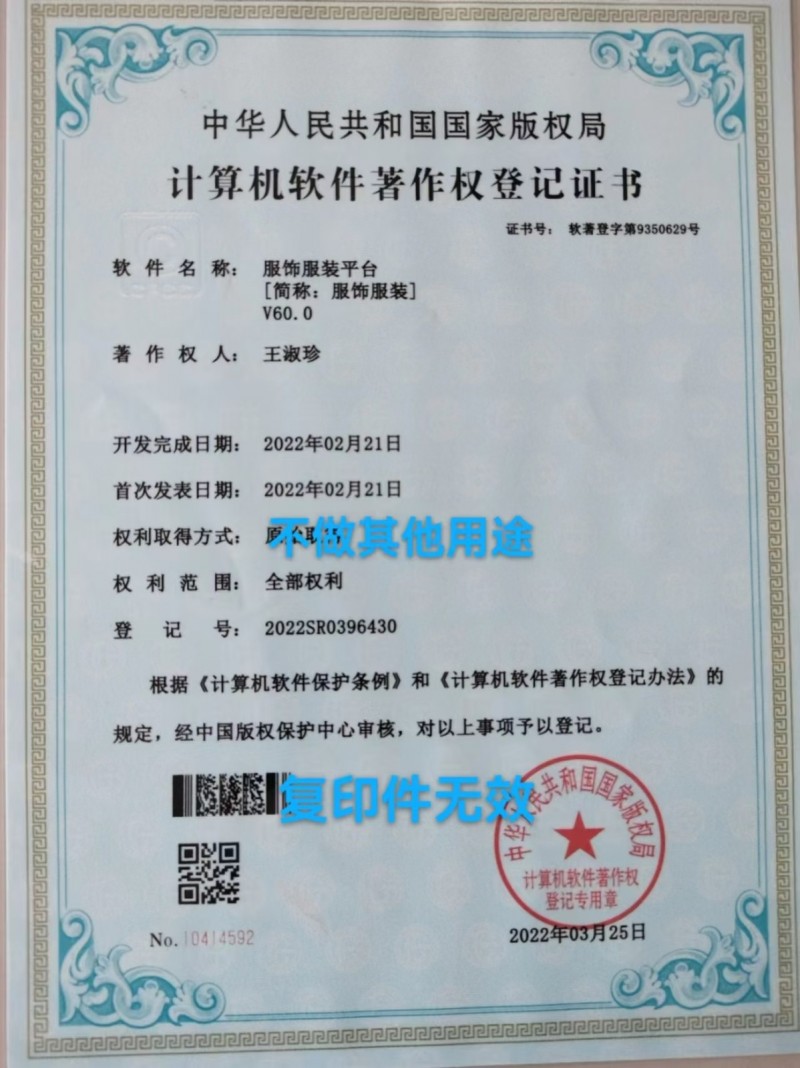 中华人民共和国国家版权局
计算机软件著作权登记证书
证书号： 软著登字第9350629号
软件名称： 服饰服装平台
[简称：服饰服装]
V60.0
著作权人： 王淑珍
开发完成日期： 2022年02月21日
首次发表日期： 2022年02月21日
权利取得方式： 原
不做其他用途
权利范围： 全部权利
登记号： 2022SR0396430
根据《计算机软件保护条例》和《计算机软件著作权登记办法》的
规定，经中国版权保护中心审核，对以上事项予以登记。
复印件无效
中华人民共和国国家版权局
计算机软件著作权
登记专用章
No. 10414592
2022年03月25日